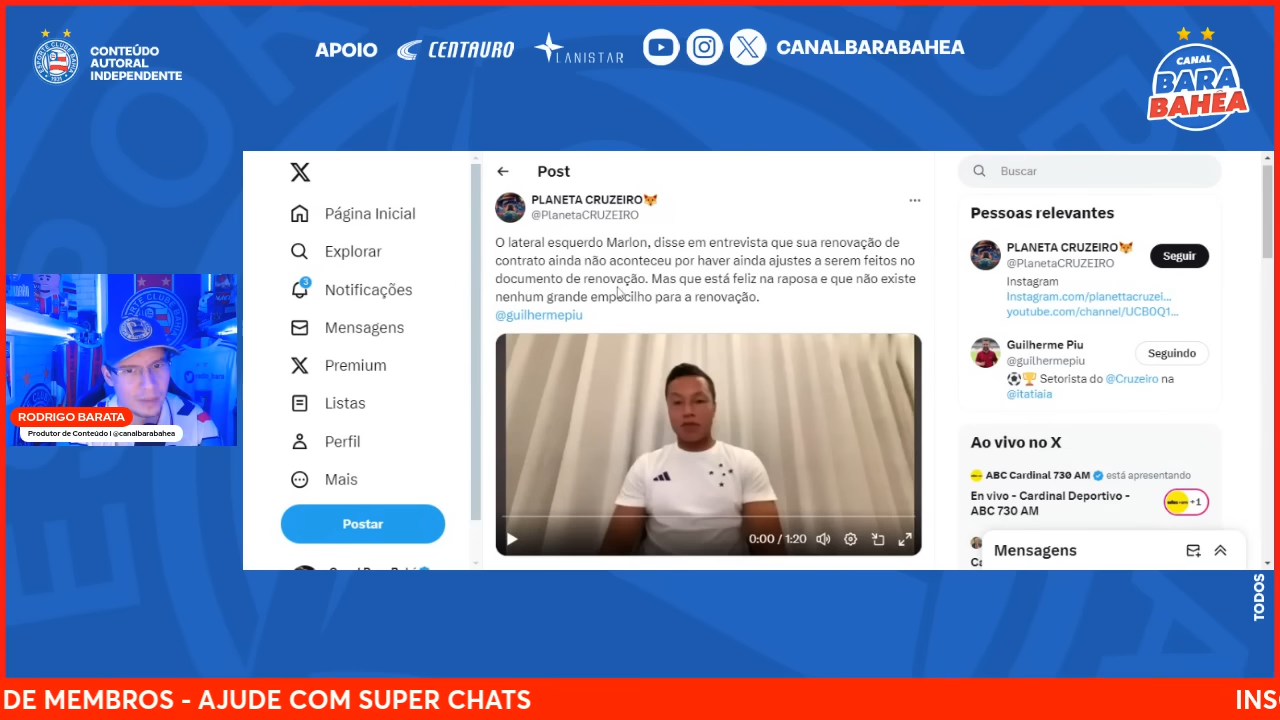 CONTEÚDO
AUTORAL
INDEPENDENTE
APOIO
CENTAURO
LANISTAR
CANALBARABAHEA
CANAL
BARA
BAHÊA
ESPORTE CLUBE BAHIA
1931
X
Página Inicial
Explorar
3
Notificações
Mensagens
Premium
Listas
Perfil
Mais
Postar
Post
PLANETA CRUZEIRO
@PlanetaCRUZEIRO
O lateral esquerdo Marlon, disse em entrevista que sua renovação de
contrato ainda não aconteceu por haver ainda ajustes a serem feitos no
documento de renovação. Mas que está feliz na raposa e que não existe
nenhum grande empecilho para a renovação.
@guilhermepiu
0:00 / 1:20
Buscar
Pessoas relevantes
PLANETA CRUZEIRO
@PlanetaCRUZEIRO
Seguir
Instagram
Instagram.com/planettacruzei...
youtube.com/channel/UCB0Q1...
Guilherme Piu
@guilhermepiu
Seguindo
Setorista do @Cruzeiro na
@itatiaia
Ao vivo no X
ABC Cardinal 730 AM está apresentando
En vivo - Cardinal Deportivo -
ABC 730 AM
+1
Mensagens
RODRIGO BARATA
Produtor de Conteúdo | @canalbarabahea
TODOS
DE MEMBROS - AJUDE COM SUPER CHATS
INS